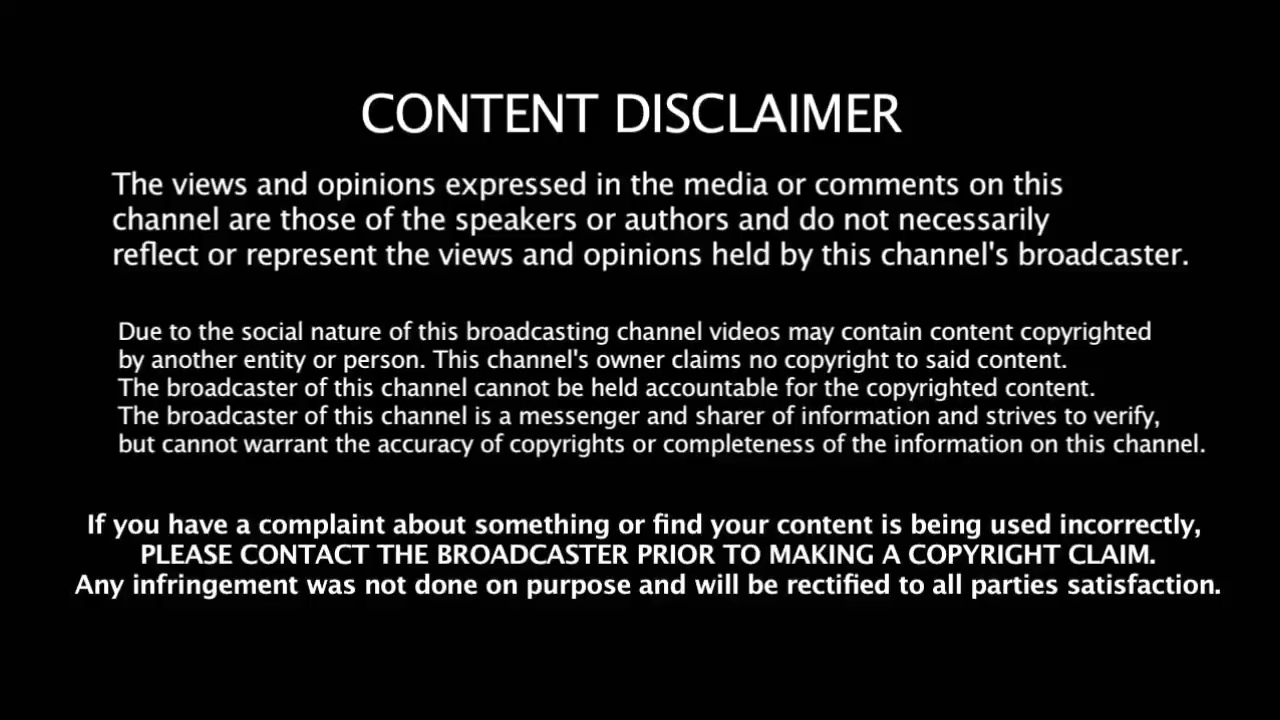 CONTENT DISCLAIMER
The views and opinions expressed in the media or comments on this
channel are those of the speakers or authors and do not necessarily
reflect or represent the views and opinions held by this channel's broadcaster.
Due to the social nature of this broadcasting channel videos may contain content copyrighted
by another entity or person. This channel's owner claims no copyright to said content.
The broadcaster of this channel cannot be held accountable for the copyrighted content.
The broadcaster of this channel is a messenger and sharer of information and strives to verify,
but cannot warrant the accuracy of copyrights or completeness of the information on this channel.
If you have a complaint about something or find your content is being used incorrectly,
PLEASE CONTACT THE BROADCASTER PRIOR TO MAKING A COPYRIGHT CLAIM.
Any infringement was not done on purpose and will be rectified to all parties satisfaction.